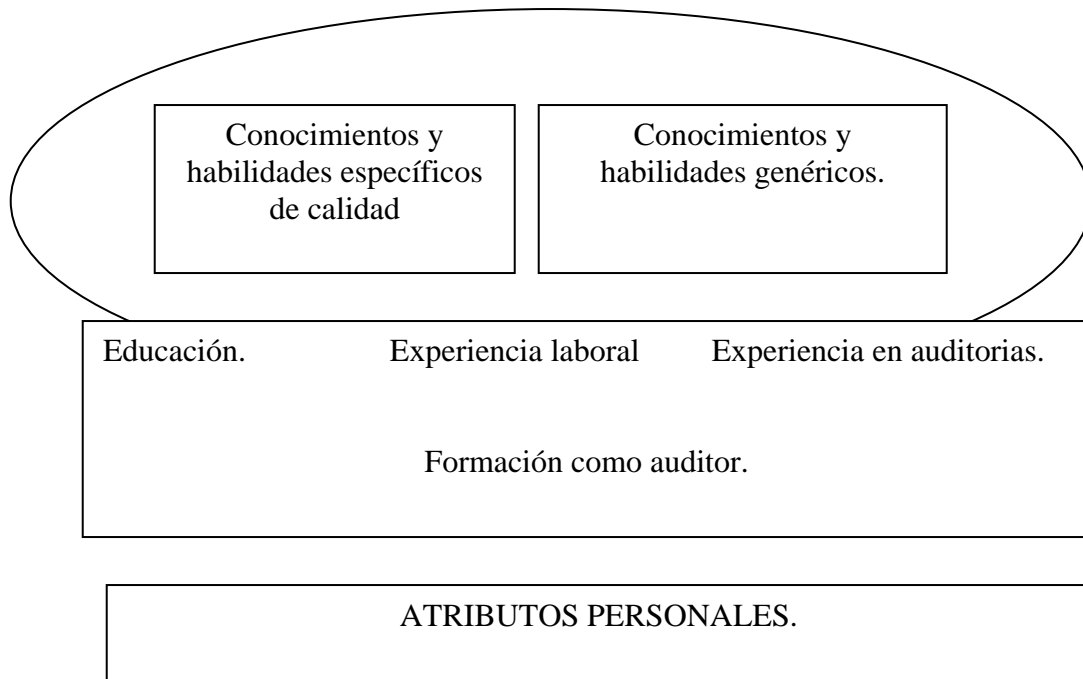 Conocimientos y
habilidades específicos
de calidad
Conocimientos y
habilidades genéricos.
Educación.
Experiencia laboral
Experiencia en auditorias.
Formación como auditor.
ATRIBUTOS PERSONALES.